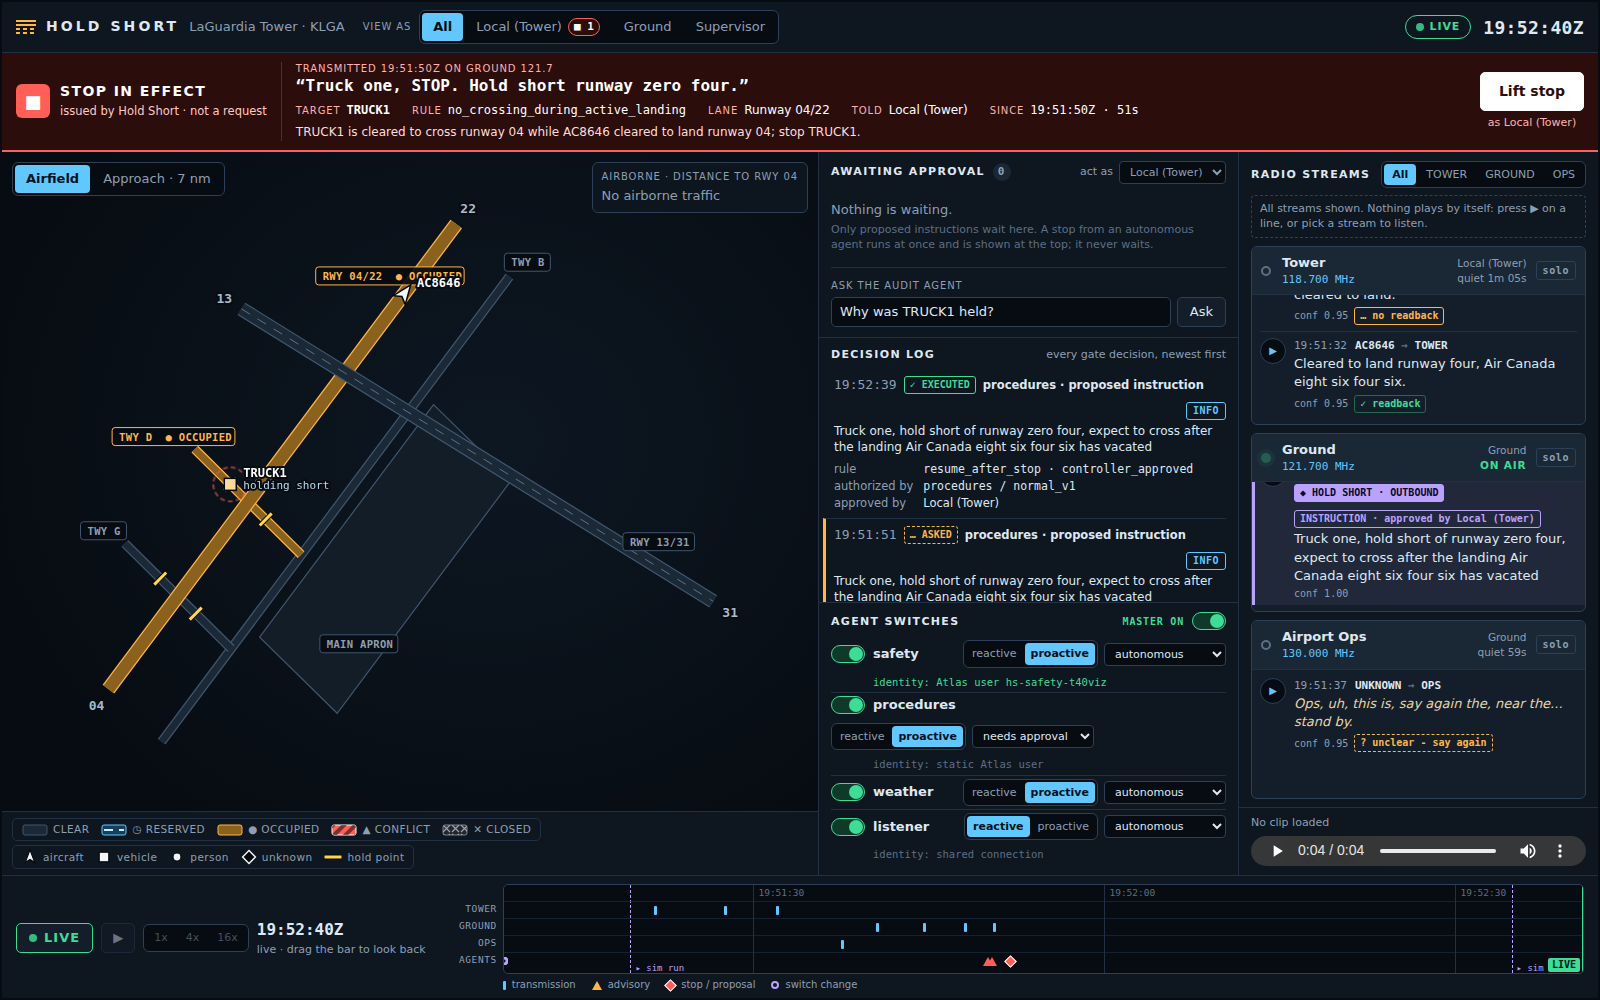 HOLD SHORT LaGuardia Tower · KLGA VIEW AS All Local (Tower) ■ 1 Ground Supervisor ● LIVE 19:52:40Z
STOP IN EFFECT
issued by Hold Short · not a request
TRANSMITTED 19:51:50Z ON GROUND 121.7
“Truck one, STOP. Hold short runway zero four.”
TARGET TRUCK1 RULE no_crossing_during_active_landing LANE Runway 04/22 TOLD Local (Tower) SINCE 19:51:50Z · 51s
TRUCK1 is cleared to cross runway 04 while AC8646 cleared to land runway 04; stop TRUCK1.
Lift stop
as Local (Tower)
Airfield Approach · 7 nm
AIRBORNE · DISTANCE TO RWY 04
No airborne traffic
22
TWY B
RWY 04/22 ● OCCUPIED
AC8646
13
TWY D ● OCCUPIED
TRUCK1
holding short
TWY G
RWY 13/31
31
MAIN APRON
04
CLEAR ◷ RESERVED ● OCCUPIED ▲ CONFLICT ✕ CLOSED
aircraft vehicle person unknown hold point
AWAITING APPROVAL 0 act as Local (Tower)
Nothing is waiting.
Only proposed instructions wait here. A stop from an autonomous
agent runs at once and is shown at the top; it never waits.
ASK THE AUDIT AGENT
Why was TRUCK1 held? Ask
DECISION LOG every gate decision, newest first
19:52:39 ✓ EXECUTED procedures · proposed instruction
INFO
Truck one, hold short of runway zero four, expect to cross after
the landing Air Canada eight six four six has vacated
rule resume_after_stop · controller_approved
authorized by procedures / normal_v1
approved by Local (Tower)
19:51:51 … ASKED procedures · proposed instruction
INFO
Truck one, hold short of runway zero four, expect to cross after
the landing Air Canada eight six four six has vacated
AGENT SWITCHES MASTER ON
safety reactive proactive autonomous
identity: Atlas user hs-safety-t40viz
procedures
reactive proactive needs approval
identity: static Atlas user
weather reactive proactive autonomous
listener reactive proactive autonomous
identity: shared connection
RADIO STREAMS All TOWER GROUND OPS
All streams shown. Nothing plays by itself: press ▶ on a
line, or pick a stream to listen.
Tower Local (Tower) solo
118.700 MHz quiet 1m 05s
cleared to land.
conf 0.95 … no readback
19:51:32 AC8646 → TOWER
Cleared to land runway four, Air Canada
eight six four six.
conf 0.95 ✓ readback
Ground Ground solo
121.700 MHz ON AIR
◆ HOLD SHORT · OUTBOUND
INSTRUCTION · approved by Local (Tower)
Truck one, hold short of runway zero four,
expect to cross after the landing Air
Canada eight six four six has vacated
conf 1.00
Airport Ops Ground solo
130.000 MHz quiet 59s
19:51:37 UNKNOWN → OPS
Ops, uh, this is, say again the, near the…
stand by.
conf 0.95 ? unclear - say again
No clip loaded
0:04 / 0:04
● LIVE ▶ 1x 4x 16x 19:52:40Z
live · drag the bar to look back
19:51:30 19:52:00 19:52:30
TOWER
GROUND
OPS
AGENTS
▸ sim run ▸ sim LIVE
transmission advisory stop / proposal switch change